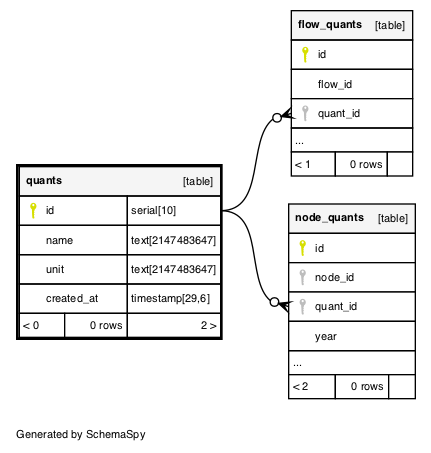 flow_quants [table]
id
flow_id
quant_id
...
< 1 0 rows
quants [table]
id serial[10]
name text[2147483647]
unit text[2147483647]
created_at timestamp[29,6]
< 0 0 rows 2 >
node_quants [table]
id
node_id
quant_id
year
...
< 2 0 rows
Generated by SchemaSpy